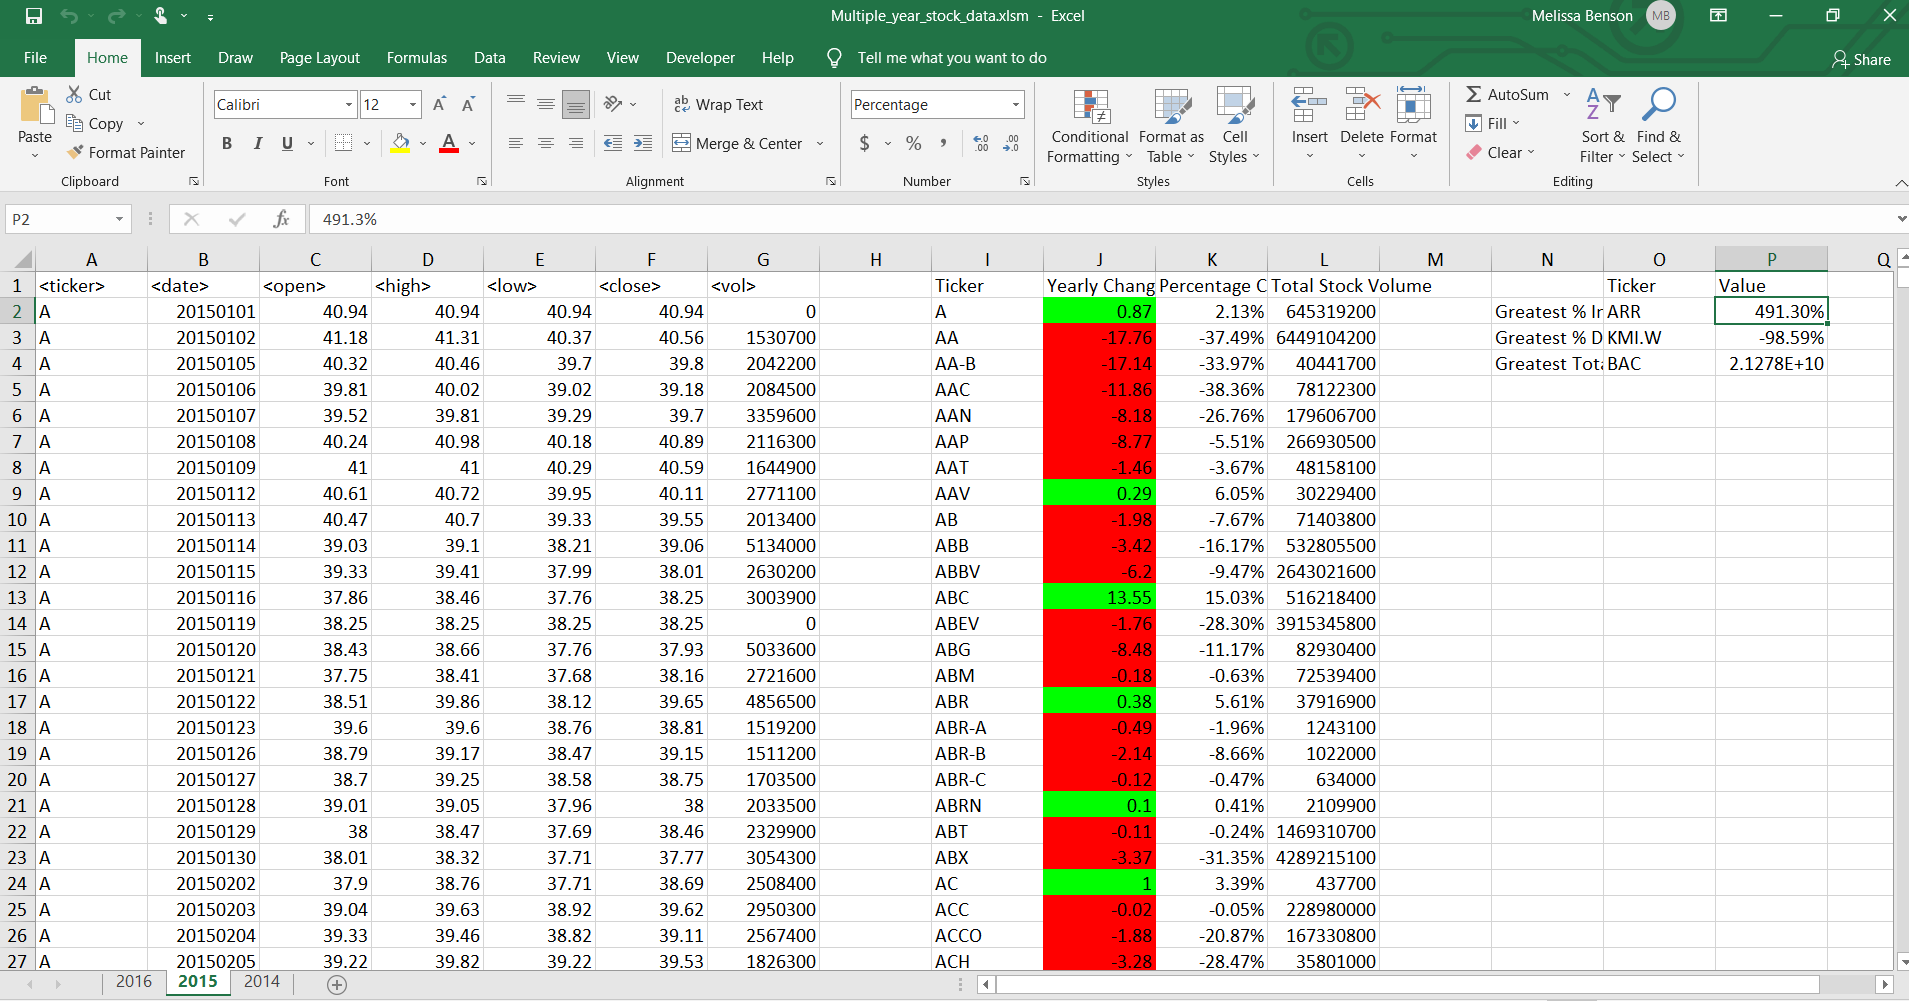 Multiple_year_stock_data.xlsm - Excel
Melissa Benson MB
File Home Insert Draw Page Layout Formulas Data Review View Developer Help Tell me what you want to do Share
Paste
Cut
Copy
Format Painter
Clipboard
Calibri 12
B I U A
Font
ab Wrap Text
Merge & Center
Alignment
Percentage
$ % ,
Number
Conditional Formatting
Format as Table
Cell Styles
Styles
Insert Delete Format
Cells
AutoSum
Fill
Clear
Sort & Filter
Find & Select
Editing
P2 fx 491.3%
A B C D E F G H I J K L M N O P Q
1 <ticker> <date> <open> <high> <low> <close> <vol> Ticker Yearly Chang Percentage C Total Stock Volume Ticker Value
2 A 20150101 40.94 40.94 40.94 40.94 0 A 0.87 2.13% 645319200 Greatest % In ARR 491.30%
3 A 20150102 41.18 41.31 40.37 40.56 1530700 AA -17.76 -37.49% 6449104200 Greatest % D KMI.W -98.59%
4 A 20150105 40.32 40.46 39.7 39.8 2042200 AA-B -17.14 -33.97% 40441700 Greatest Tota BAC 2.1278E+10
5 A 20150106 39.81 40.02 39.02 39.18 2084500 AAC -11.86 -38.36% 78122300
6 A 20150107 39.52 39.81 39.29 39.7 3359600 AAN -8.18 -26.76% 179606700
7 A 20150108 40.24 40.98 40.18 40.89 2116300 AAP -8.77 -5.51% 266930500
8 A 20150109 41 41 40.29 40.59 1644900 AAT -1.46 -3.67% 48158100
9 A 20150112 40.61 40.72 39.95 40.11 2771100 AAV 0.29 6.05% 30229400
10 A 20150113 40.47 40.7 39.33 39.55 2013400 AB -1.98 -7.67% 71403800
11 A 20150114 39.03 39.1 38.21 39.06 5134000 ABB -3.42 -16.17% 532805500
12 A 20150115 39.33 39.41 37.99 38.01 2630200 ABBV -6.2 -9.47% 2643021600
13 A 20150116 37.86 38.46 37.76 38.25 3003900 ABC 13.55 15.03% 516218400
14 A 20150119 38.25 38.25 38.25 38.25 0 ABEV -1.76 -28.30% 3915345800
15 A 20150120 38.43 38.66 37.76 37.93 5033600 ABG -8.48 -11.17% 82930400
16 A 20150121 37.75 38.41 37.68 38.16 2721600 ABM -0.18 -0.63% 72539400
17 A 20150122 38.51 39.86 38.12 39.65 4856500 ABR 0.38 5.61% 37916900
18 A 20150123 39.6 39.6 38.76 38.81 1519200 ABR-A -0.49 -1.96% 1243100
19 A 20150126 38.79 39.17 38.47 39.15 1511200 ABR-B -2.14 -8.66% 1022000
20 A 20150127 38.7 39.25 38.58 38.75 1703500 ABR-C -0.12 -0.47% 634000
21 A 20150128 39.01 39.05 37.96 38 2033500 ABRN 0.1 0.41% 2109900
22 A 20150129 38 38.47 37.69 38.46 2329900 ABT -0.11 -0.24% 1469310700
23 A 20150130 38.01 38.32 37.71 37.77 3054300 ABX -3.37 -31.35% 4289215100
24 A 20150202 37.9 38.76 37.71 38.69 2508400 AC 1 3.39% 437700
25 A 20150203 39.04 39.63 38.92 39.62 2950300 ACC -0.02 -0.05% 228980000
26 A 20150204 39.33 39.46 38.82 39.11 2567400 ACCO -1.88 -20.87% 167330800
27 A 20150205 39.22 39.82 39.22 39.53 1826300 ACH -3.28 -28.47% 35801000
2016 2015 2014